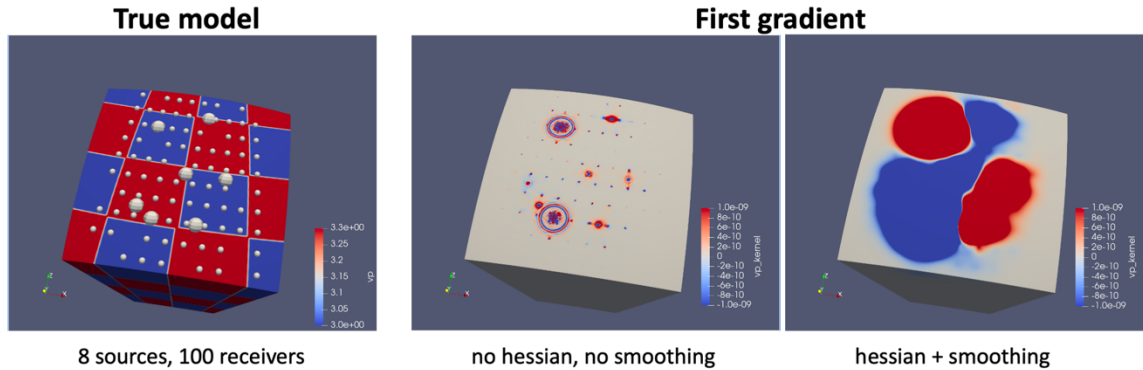 True model
First gradient
3.3e+00
3.25
3.20
3.15
3.10
3.05
3.0e+00
vp
1.0e-09
8e-10
6e-10
4e-10
2e-10
0
-2e-10
-4e-10
-6e-10
-8e-10
-1.0e-09
vp_kernel
1.0e-09
8e-10
6e-10
4e-10
2e-10
0
-2e-10
-4e-10
-6e-10
-8e-10
-1.0e-09
vp_kernel
Z
X
Z
X
Z
X
8 sources, 100 receivers
no hessian, no smoothing
hessian + smoothing